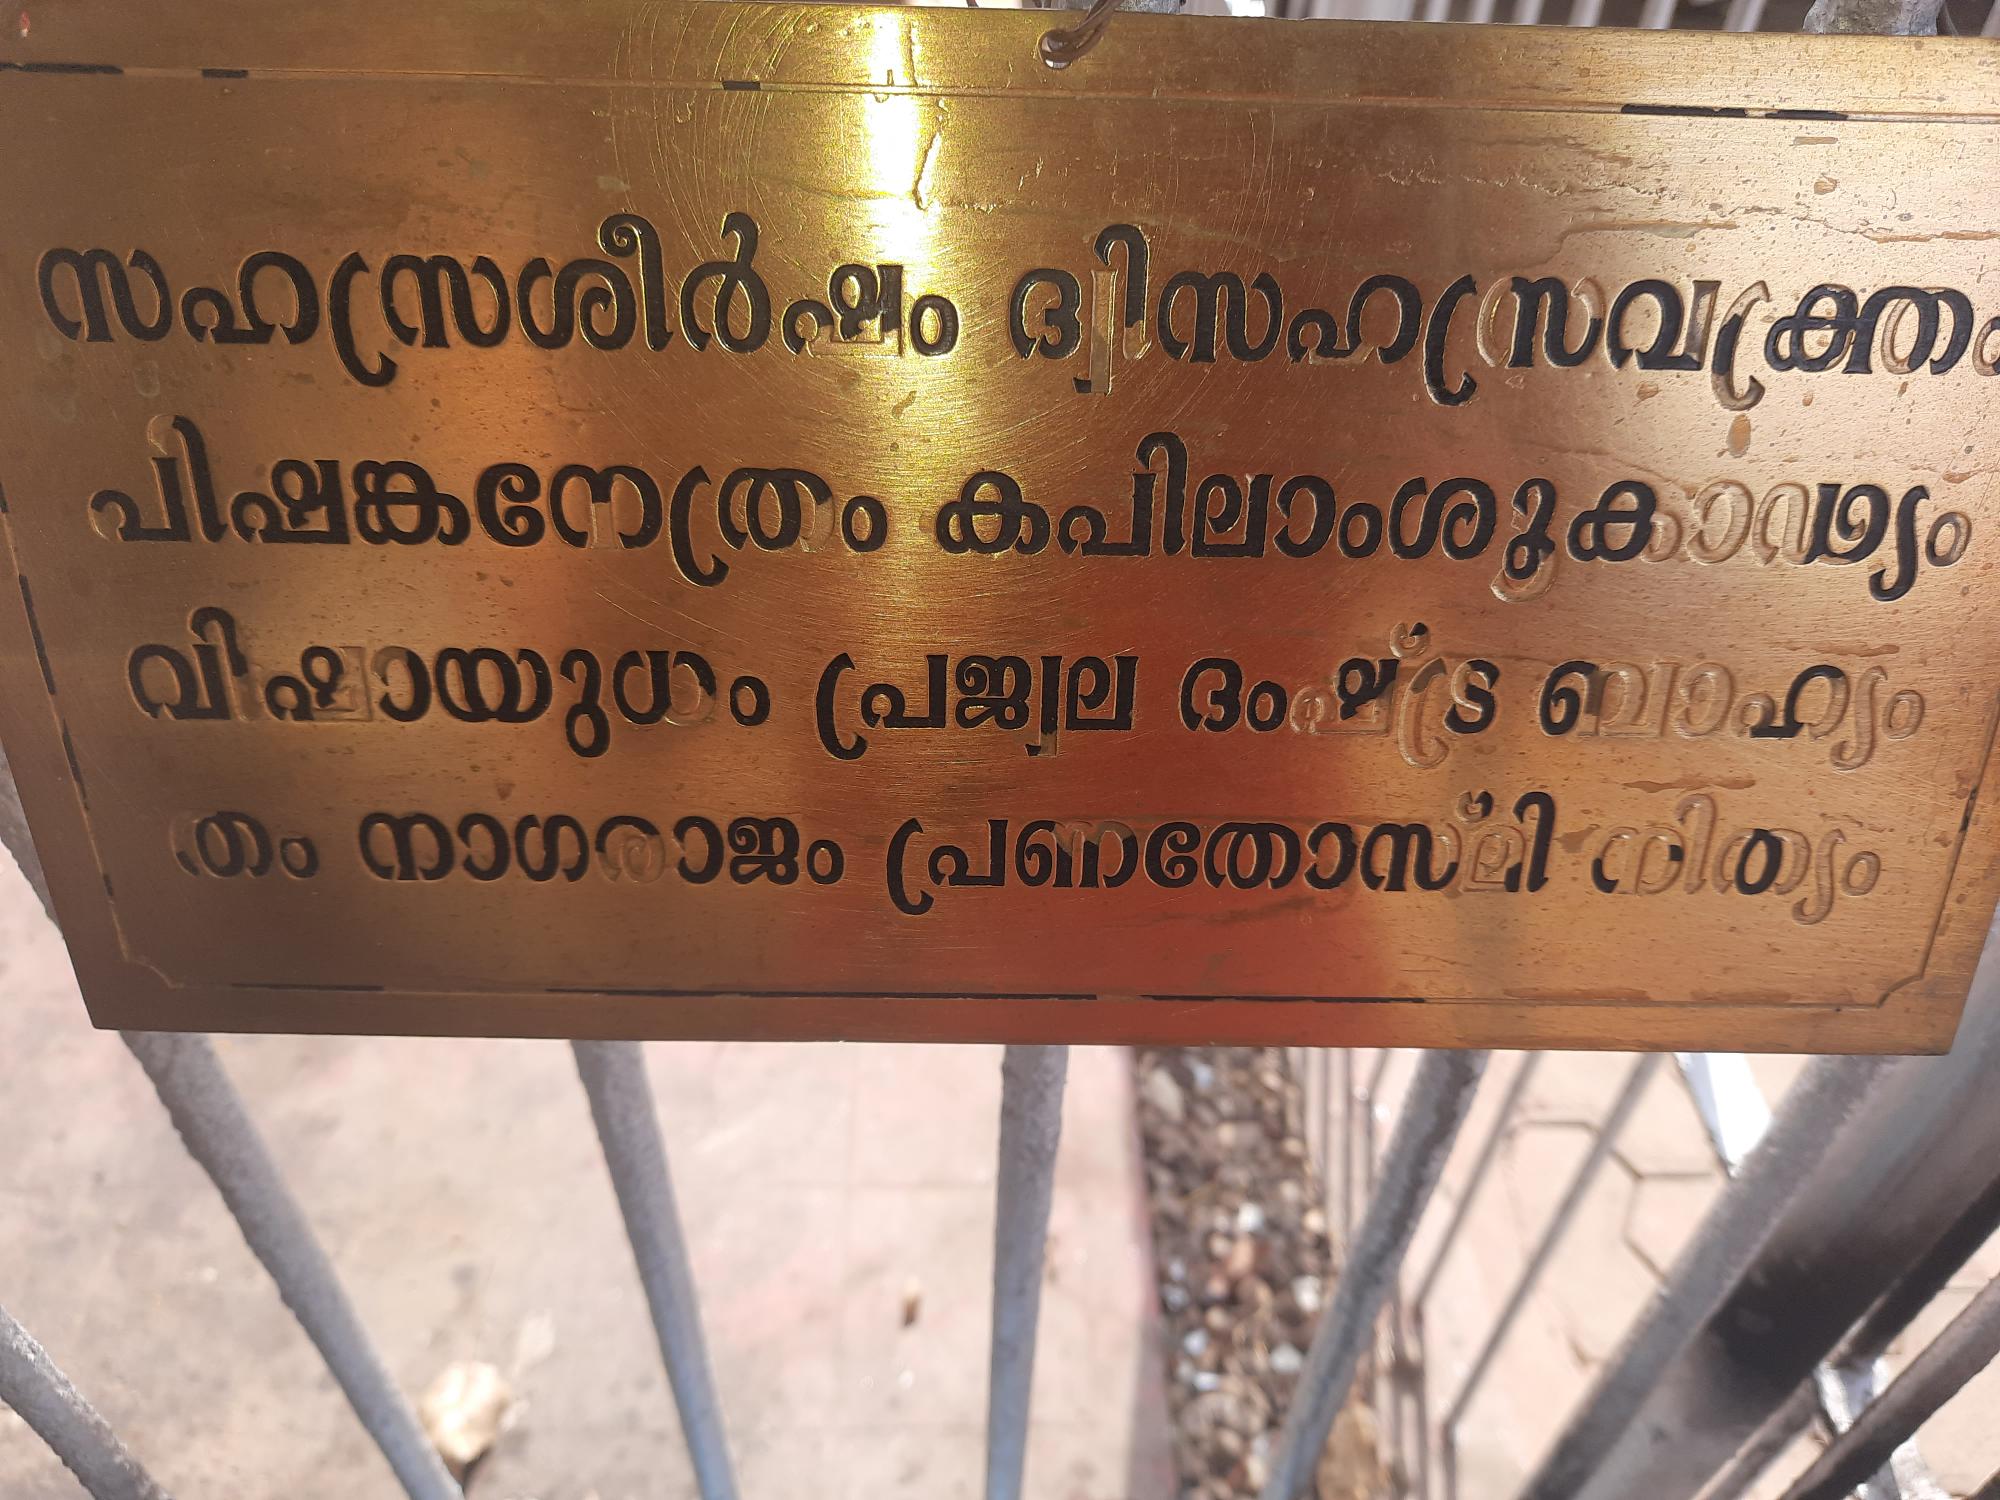 സഹസ്രശീർഷം ദ്വിസഹസ്രവക്ത്രം
പിഷങ്കനേത്രം കപിലാംശൂകാഢ്യം
വിഷായുധം പ്രജ്വല ദംഷ്ട്ര ബാഹ്യം
തം നാഗരാജം പ്രണതോസ്മി നിത്യം